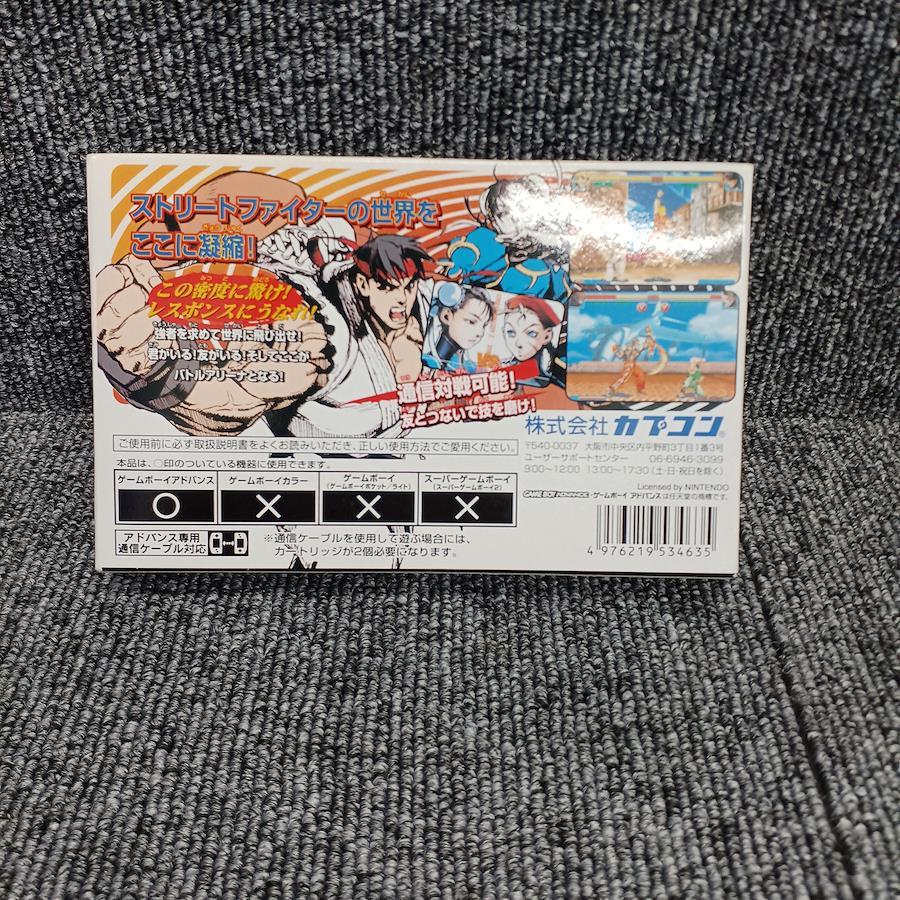 ストリートファイターの世界を
ここに凝縮!
この密度に驚け!
レスポンスにうなれ!
強者を求めて世界に飛び出せ!
君がいる!友がいる!そしてここが
バトルアリーナとなる!
VS
通信対戦可能!
友とつないで技を磨け!
株式会社カプコン®
〒540-0037 大阪市中央区内平野町3丁目1番3号
ユーザーサポートセンター 06-6946-3099
9:00~12:00 13:00~17:30 (土・日・祝日を除く)
ご使用前に必ず取扱説明書をよくお読みいただき、正しい使用方法でご愛用ください。
本品は、○印のついている機器に使用できます。
Licensed by NINTENDO
GAME BOY ADVANCE・ゲームボーイ アドバンスは任天堂の商標です。
ゲームボーイアドバンス ゲームボーイカラー ゲームボーイ スーパーゲームボーイ
(ゲームボーイポケット/ライト) (スーパーゲームボーイ2)
○ × × ×
アドバンス専用
通信ケーブル対応
※通信ケーブルを使用して遊ぶ場合には、
カートリッジが2個必要になります。
4 976219 534635